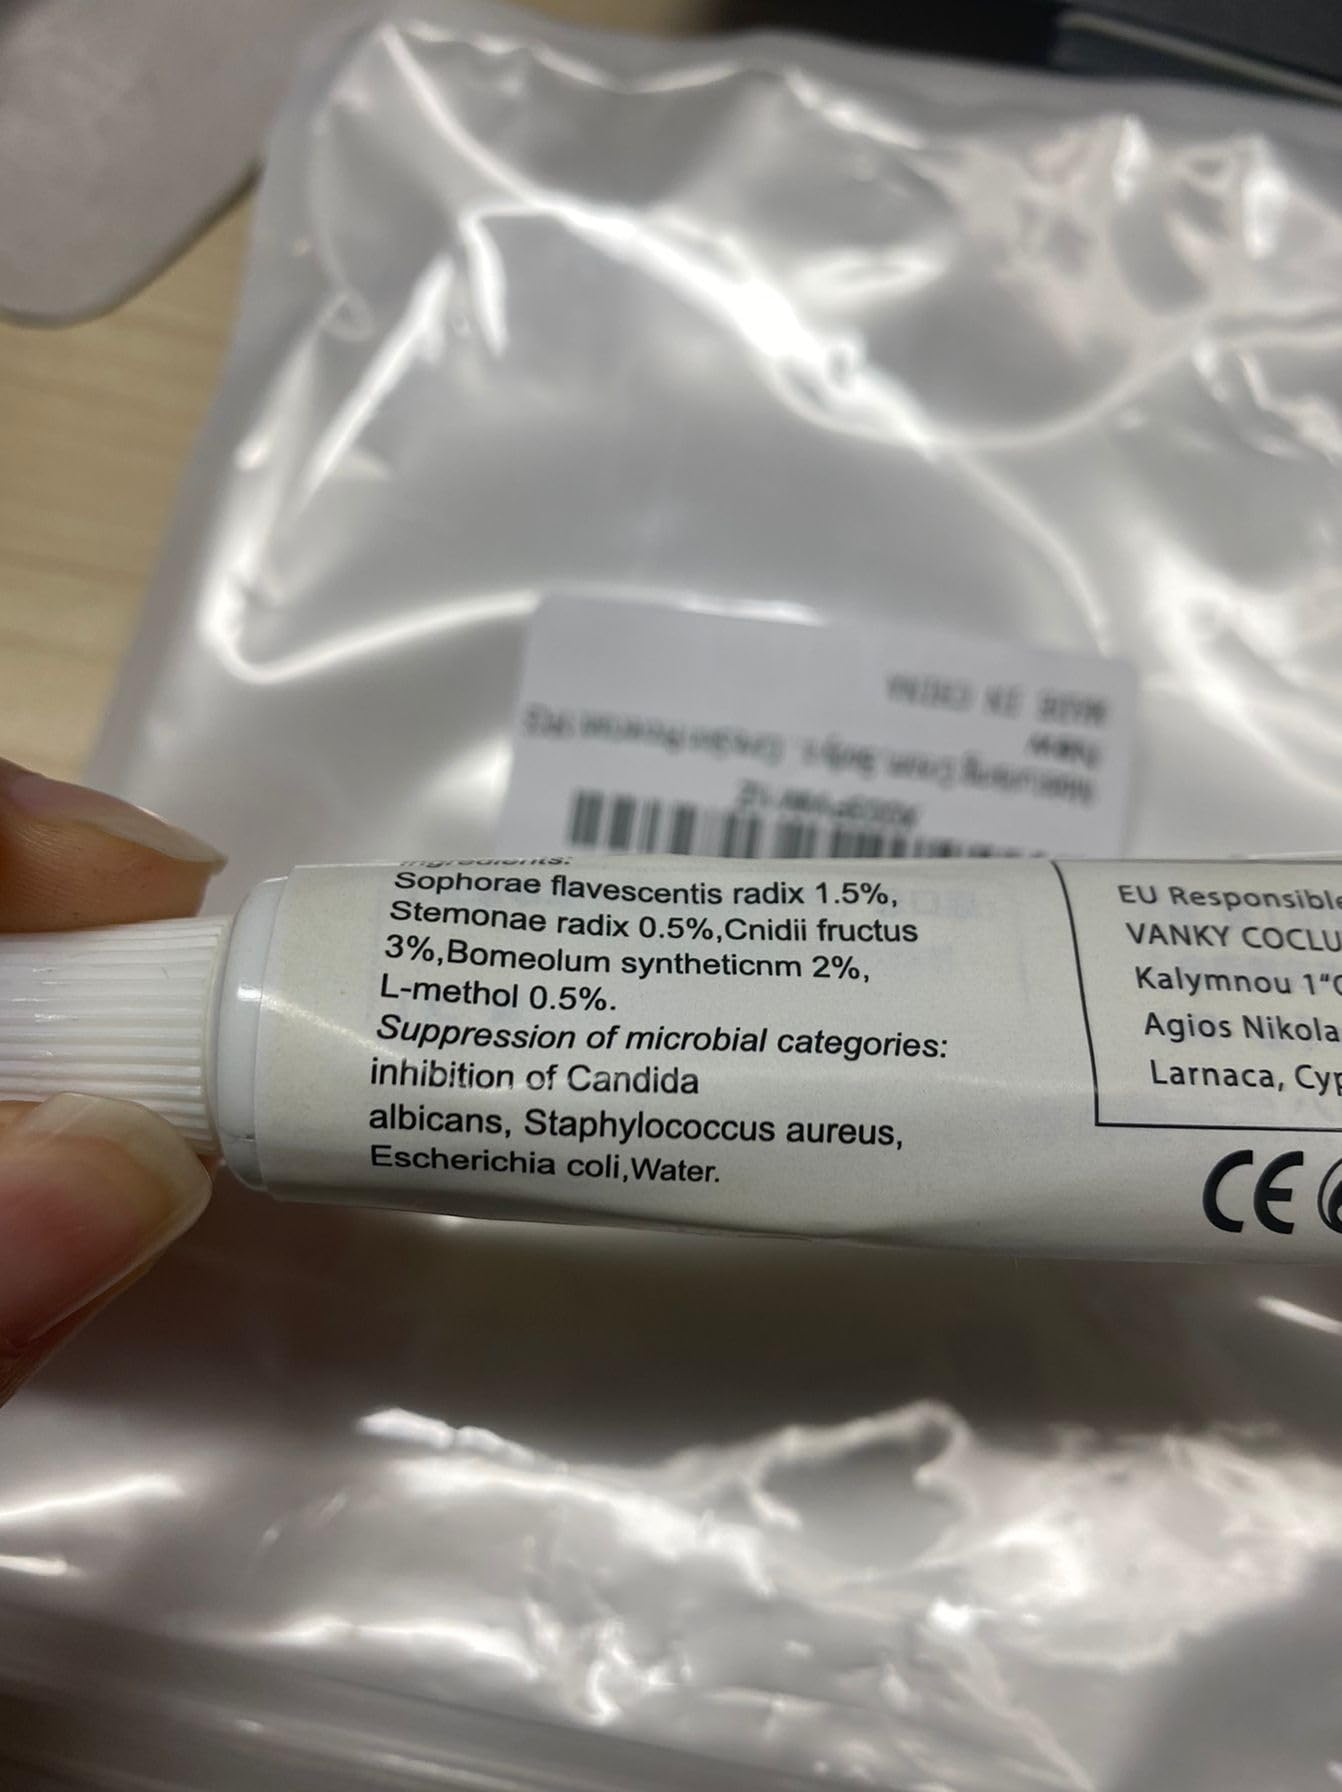 Ingredients:
Sophorae flavescentis radix 1.5%,
Stemonae radix 0.5%,Cnidii fructus
3%,Bomeolum syntheticnm 2%,
L-methol 0.5%.
Suppression of microbial categories:
inhibition of Candida
albicans, Staphylococcus aureus,
Escherichia coli,Water.
EU Responsible
VANKY COCLU
Kalymnou 1"
Agios Nikola
Larnaca, Cyp
CE
New
MADE IN CHINA